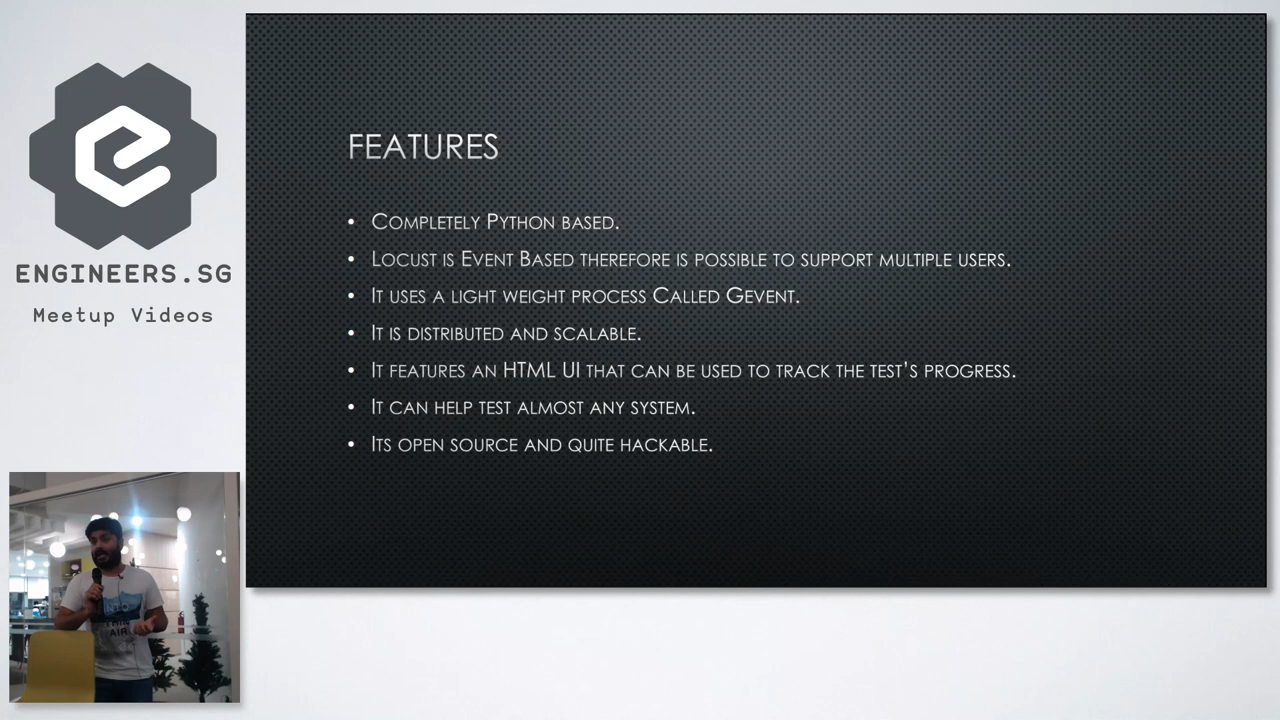 ENGINEERS.SG
Meetup Videos
FEATURES
• COMPLETELY PYTHON BASED.
• LOCUST IS EVENT BASED THEREFORE IS POSSIBLE TO SUPPORT MULTIPLE USERS.
• IT USES A LIGHT WEIGHT PROCESS CALLED GEVENT.
• IT IS DISTRIBUTED AND SCALABLE.
• IT FEATURES AN HTML UI THAT CAN BE USED TO TRACK THE TEST'S PROGRESS.
• IT CAN HELP TEST ALMOST ANY SYSTEM.
• ITS OPEN SOURCE AND QUITE HACKABLE.
INTO
THIN
AIR